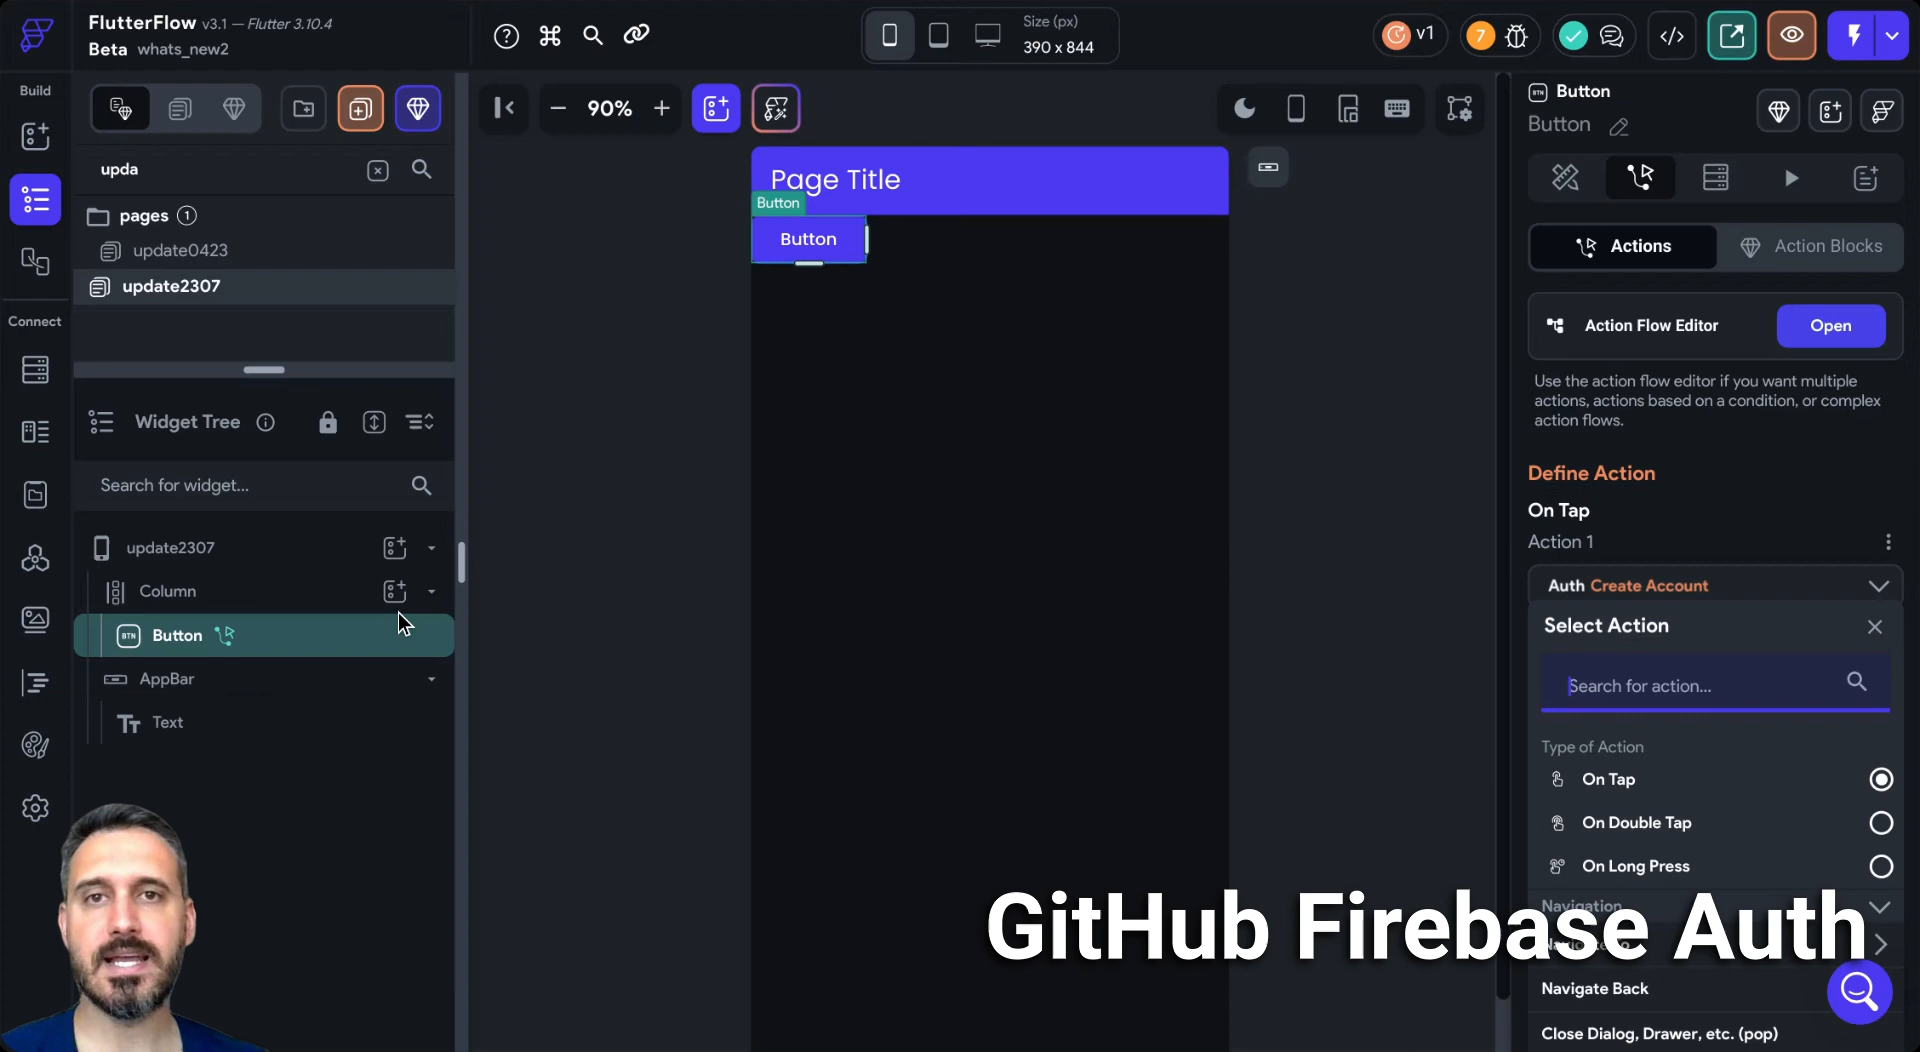 FlutterFlow v3.1 — Flutter 3.10.4
Beta whats_new2
Size (px)
390 x 844
v1
7
Build
upda
pages 1
update0423
update2307
Connect
Widget Tree
Search for widget...
update2307
Column
BTN Button
AppBar
Tт Text
90%
Page Title
Button
Button
BTN Button
Button
Actions
Action Blocks
Action Flow Editor
Open
Use the action flow editor if you want multiple
actions, actions based on a condition, or complex
action flows.
Define Action
On Tap
Action 1
Auth Create Account
Select Action
Search for action...
Type of Action
On Tap
On Double Tap
On Long Press
Navigation
GitHub Firebase Auth
Navigate Back
Close Dialog, Drawer, etc. (pop)